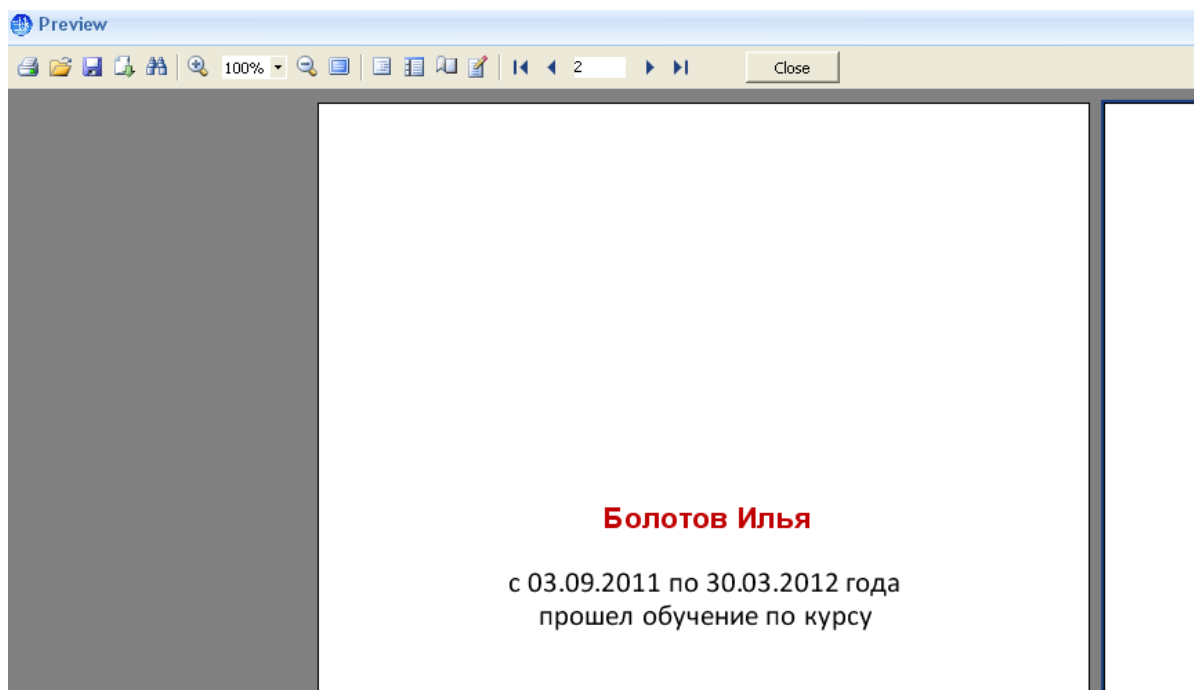 Preview
100% 2 Close
Болотов Илья
с 03.09.2011 по 30.03.2012 года
прошел обучение по курсу